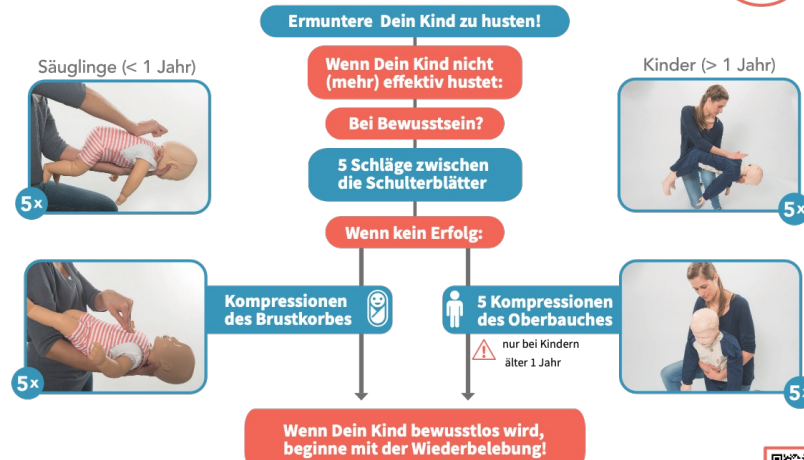 Ermuntere Dein Kind zu husten!
Säuglinge (< 1 Jahr)
Wenn Dein Kind nicht
(mehr) effektiv hustet:
Kinder (> 1 Jahr)
Bei Bewusstsein?
5 Schläge zwischen
die Schulterblätter
5x
5x
Wenn kein Erfolg:
Kompressionen
des Brustkorbes
5 Kompressionen
des Oberbauches
nur bei Kindern
älter 1 Jahr
5x
5x
Wenn Dein Kind bewusstlos wird,
beginne mit der Wiederbelebung!